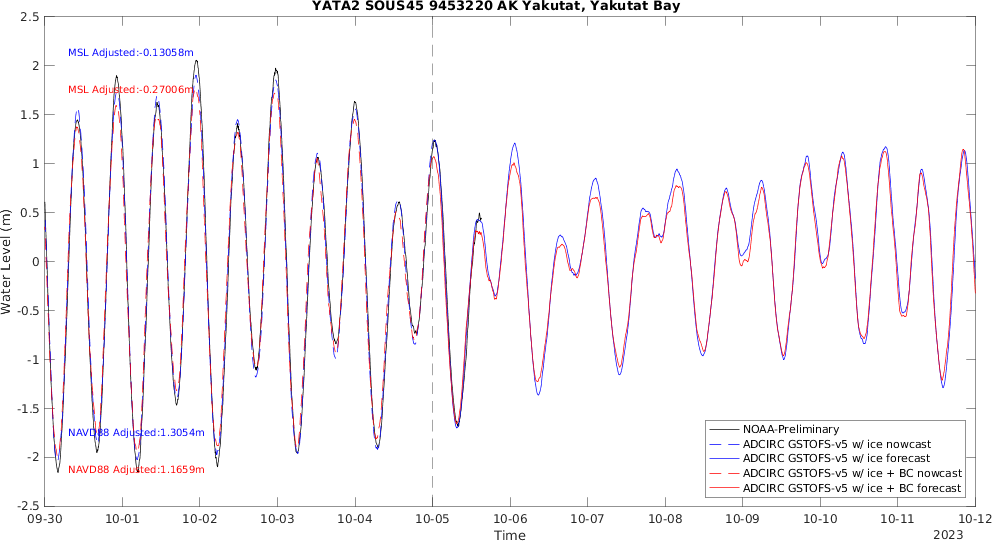 YATA2 SOUS45 9453220 AK Yakutat, Yakutat Bay
2.5
2
1.5
1
0.5
0
-0.5
-1
-1.5
-2
-2.5
Water Level (m)
MSL Adjusted:-0.13058m
MSL Adjusted:-0.27006m
NAVD88 Adjusted:1.3054m
NAVD88 Adjusted:1.1659m
NOAA-Preliminary
ADCIRC GSTOFS-v5 w/ ice nowcast
ADCIRC GSTOFS-v5 w/ ice forecast
ADCIRC GSTOFS-v5 w/ ice + BC nowcast
ADCIRC GSTOFS-v5 w/ ice + BC forecast
09-30 10-01 10-02 10-03 10-04 10-05 10-06 10-07 10-08 10-09 10-10 10-11 10-12
Time
2023